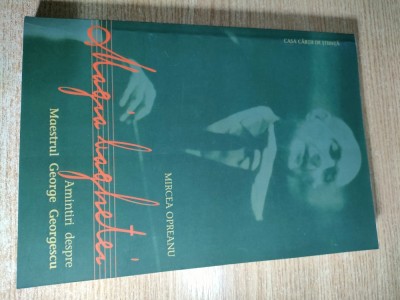 CASA CĂRȚII DE ȘTIINȚĂ
MIRCEA OPREANU
Magia baghetei
Amintiri despre
Maestrul George Georgescu